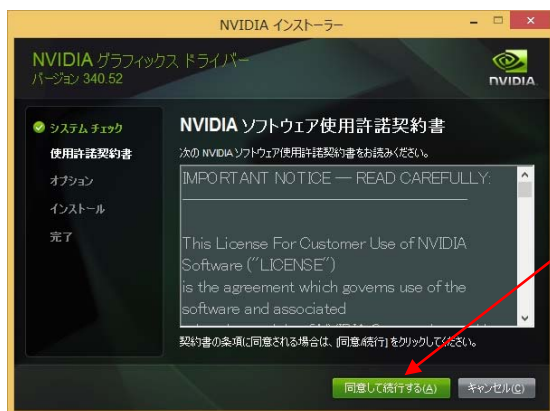 NVIDIA インストーラー
NVIDIA グラフィックス ドライバー
バージョン 340.52
NVIDIA.
システム チェック
使用許諾契約書
オプション
インストール
完了
NVIDIA ソフトウェア使用許諾契約書
次の NVIDIA ソフトウェア使用許諾契約書をお読みください。
IMPORTANT NOTICE — READ CAREFULLY:
This License For Customer Use of NVIDIA
Software ("LICENSE")
is the agreement which governs use of the
software and associated
契約書の条項に同意される場合は、[同意/続行] をクリックしてください。
同意して続行する(A)
キャンセル(C)